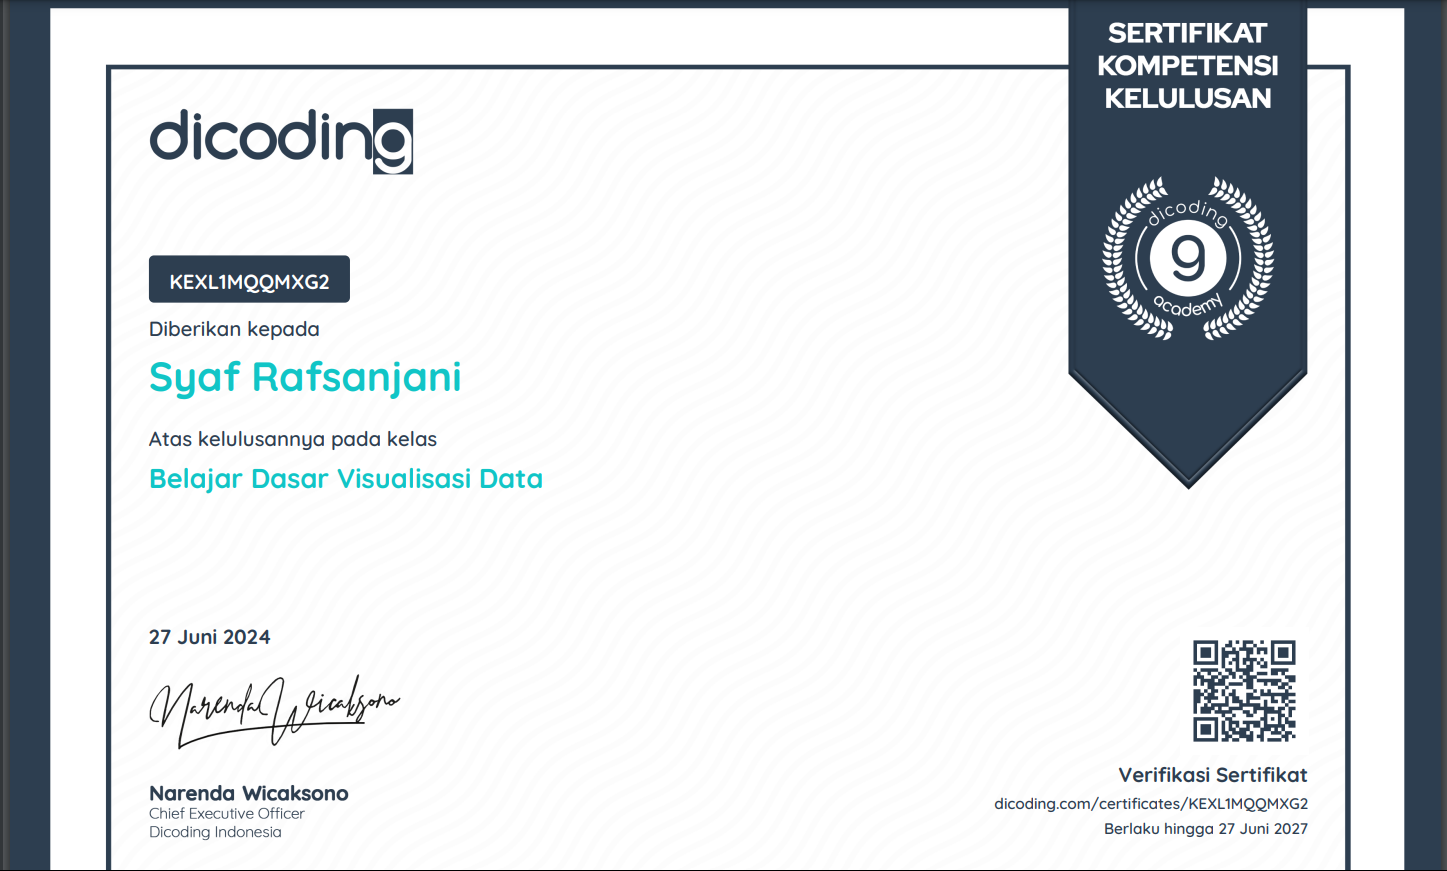 SERTIFIKAT
KOMPETENSI
KELULUSAN
dicoding
dicoding
g
academy
KEXL1MQQMXG2
Diberikan kepada
Syaf Rafsanjani
Atas kelulusannya pada kelas
Belajar Dasar Visualisasi Data
27 Juni 2024
Narenda Wicaksono
Narenda Wicaksono
Chief Executive Officer
Dicoding Indonesia
Verifikasi Sertifikat
dicoding.com/certificates/KEXL1MQQMXG2
Berlaku hingga 27 Juni 2027